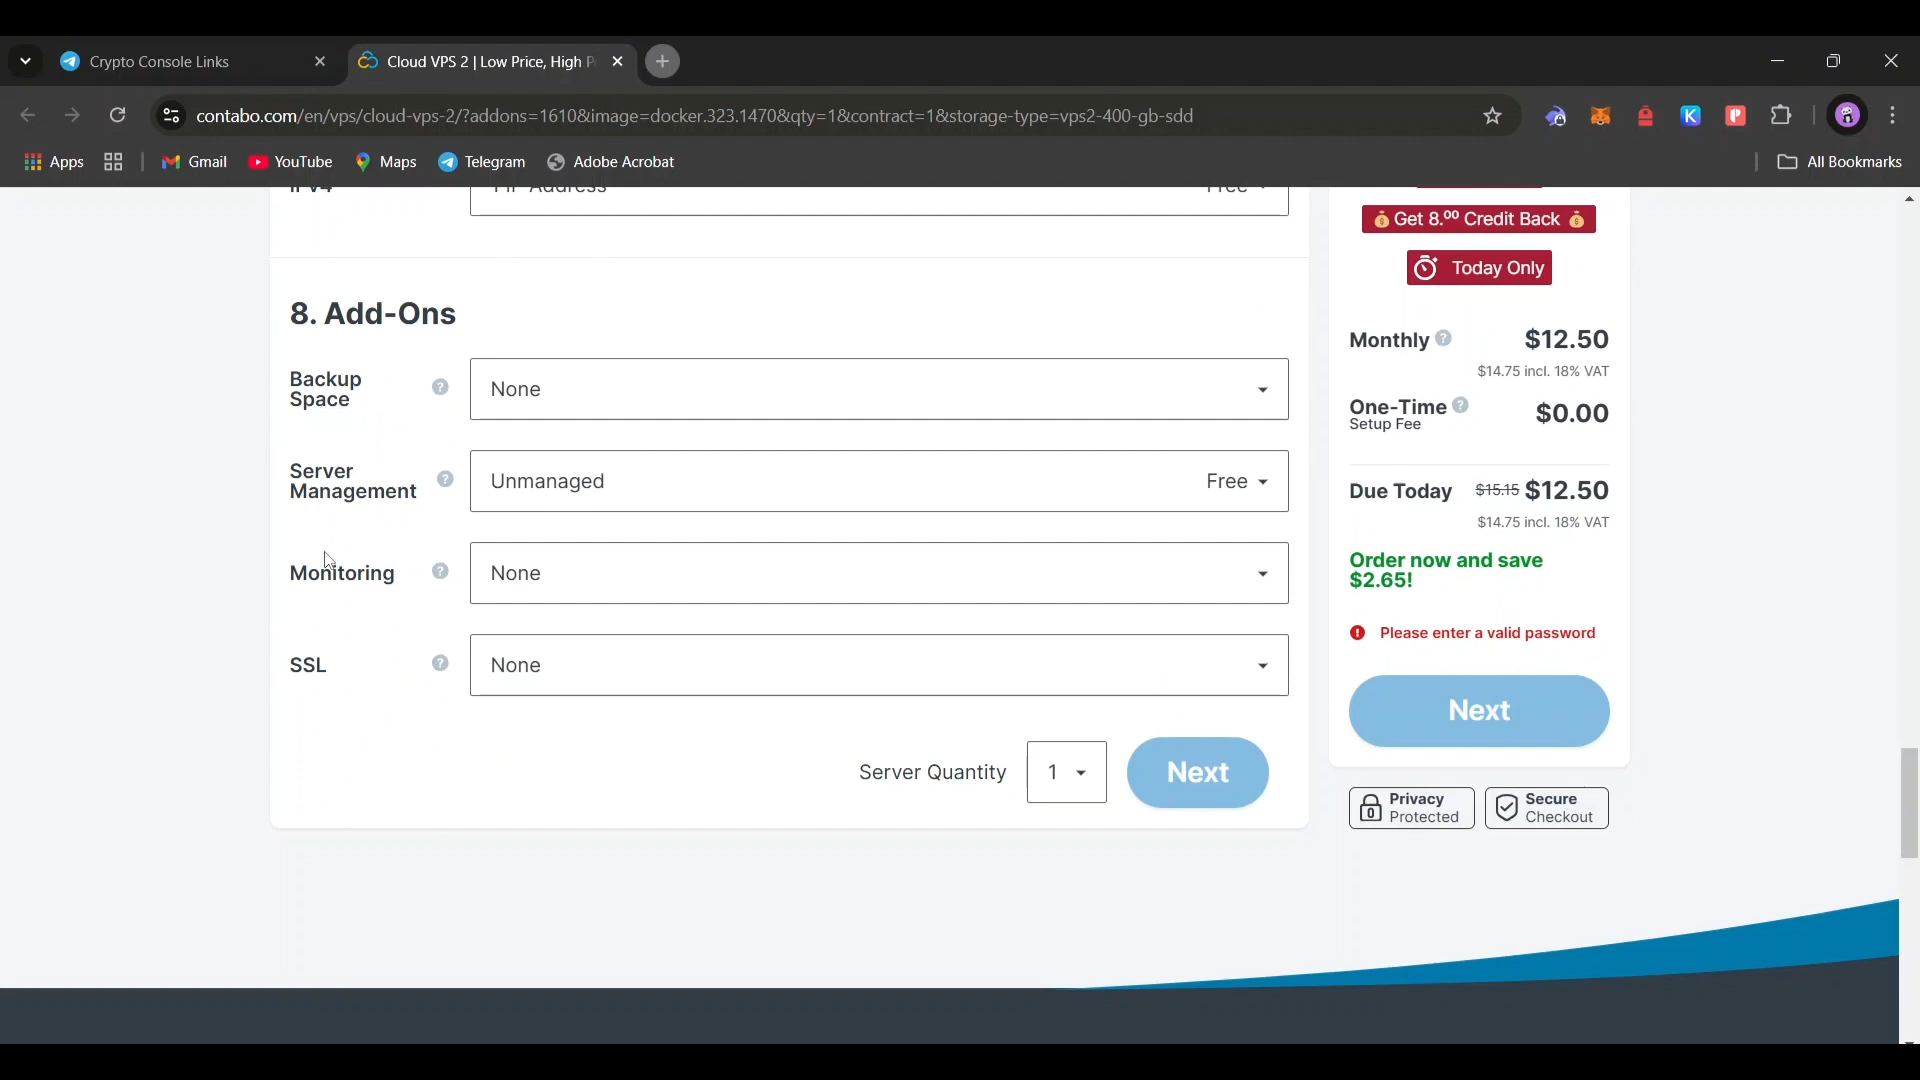 Crypto Console Links
Cloud VPS 2 | Low Price, High P
contabo.com/en/vps/cloud-vps-2/?addons=1610&image=docker.323.1470&qty=1&contract=1&storage-type=vps2-400-gb-sdd
K
Apps
Gmail
YouTube
Maps
Telegram
Adobe Acrobat
All Bookmarks
Get 8.⁰⁰ Credit Back
Today Only
8. Add-Ons
Backup
Space
?
None
Server
Management
?
Unmanaged
Free
Monitoring
?
None
SSL
?
None
Server Quantity
1
Next
Monthly ?
$12.50
$14.75 incl. 18% VAT
One-Time ?
Setup Fee
$0.00
Due Today
$15.15 $12.50
$14.75 incl. 18% VAT
Order now and save
$2.65!
Please enter a valid password
Next
Privacy
Protected
Secure
Checkout